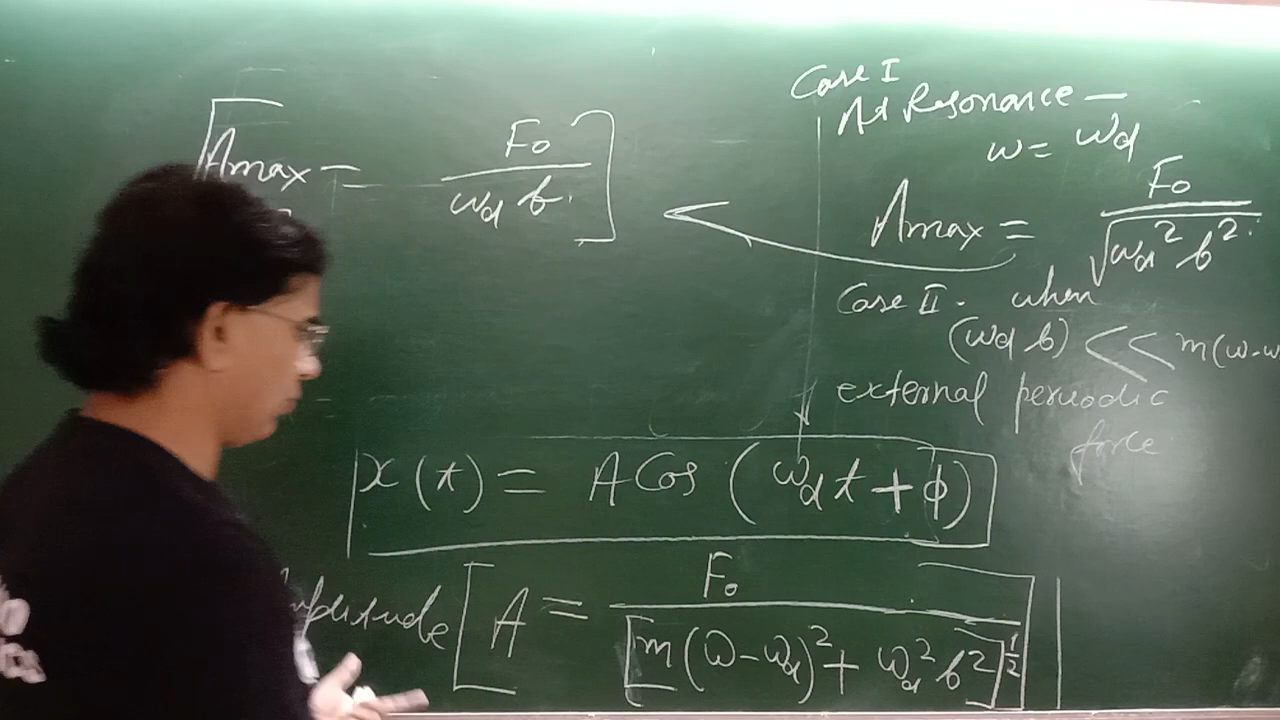 Case I
At Resonance —
ω = ωd
Amax = F₀ / √(ωd² b²)
Amax = F₀ / (ωd b)
Case II. when
(ωd b) << m(ω-ω
external periodic
force
x(t) = A Cos (ωd t + φ)
A = F₀ / [m(ω-ωd)² + ωd² b²]^½